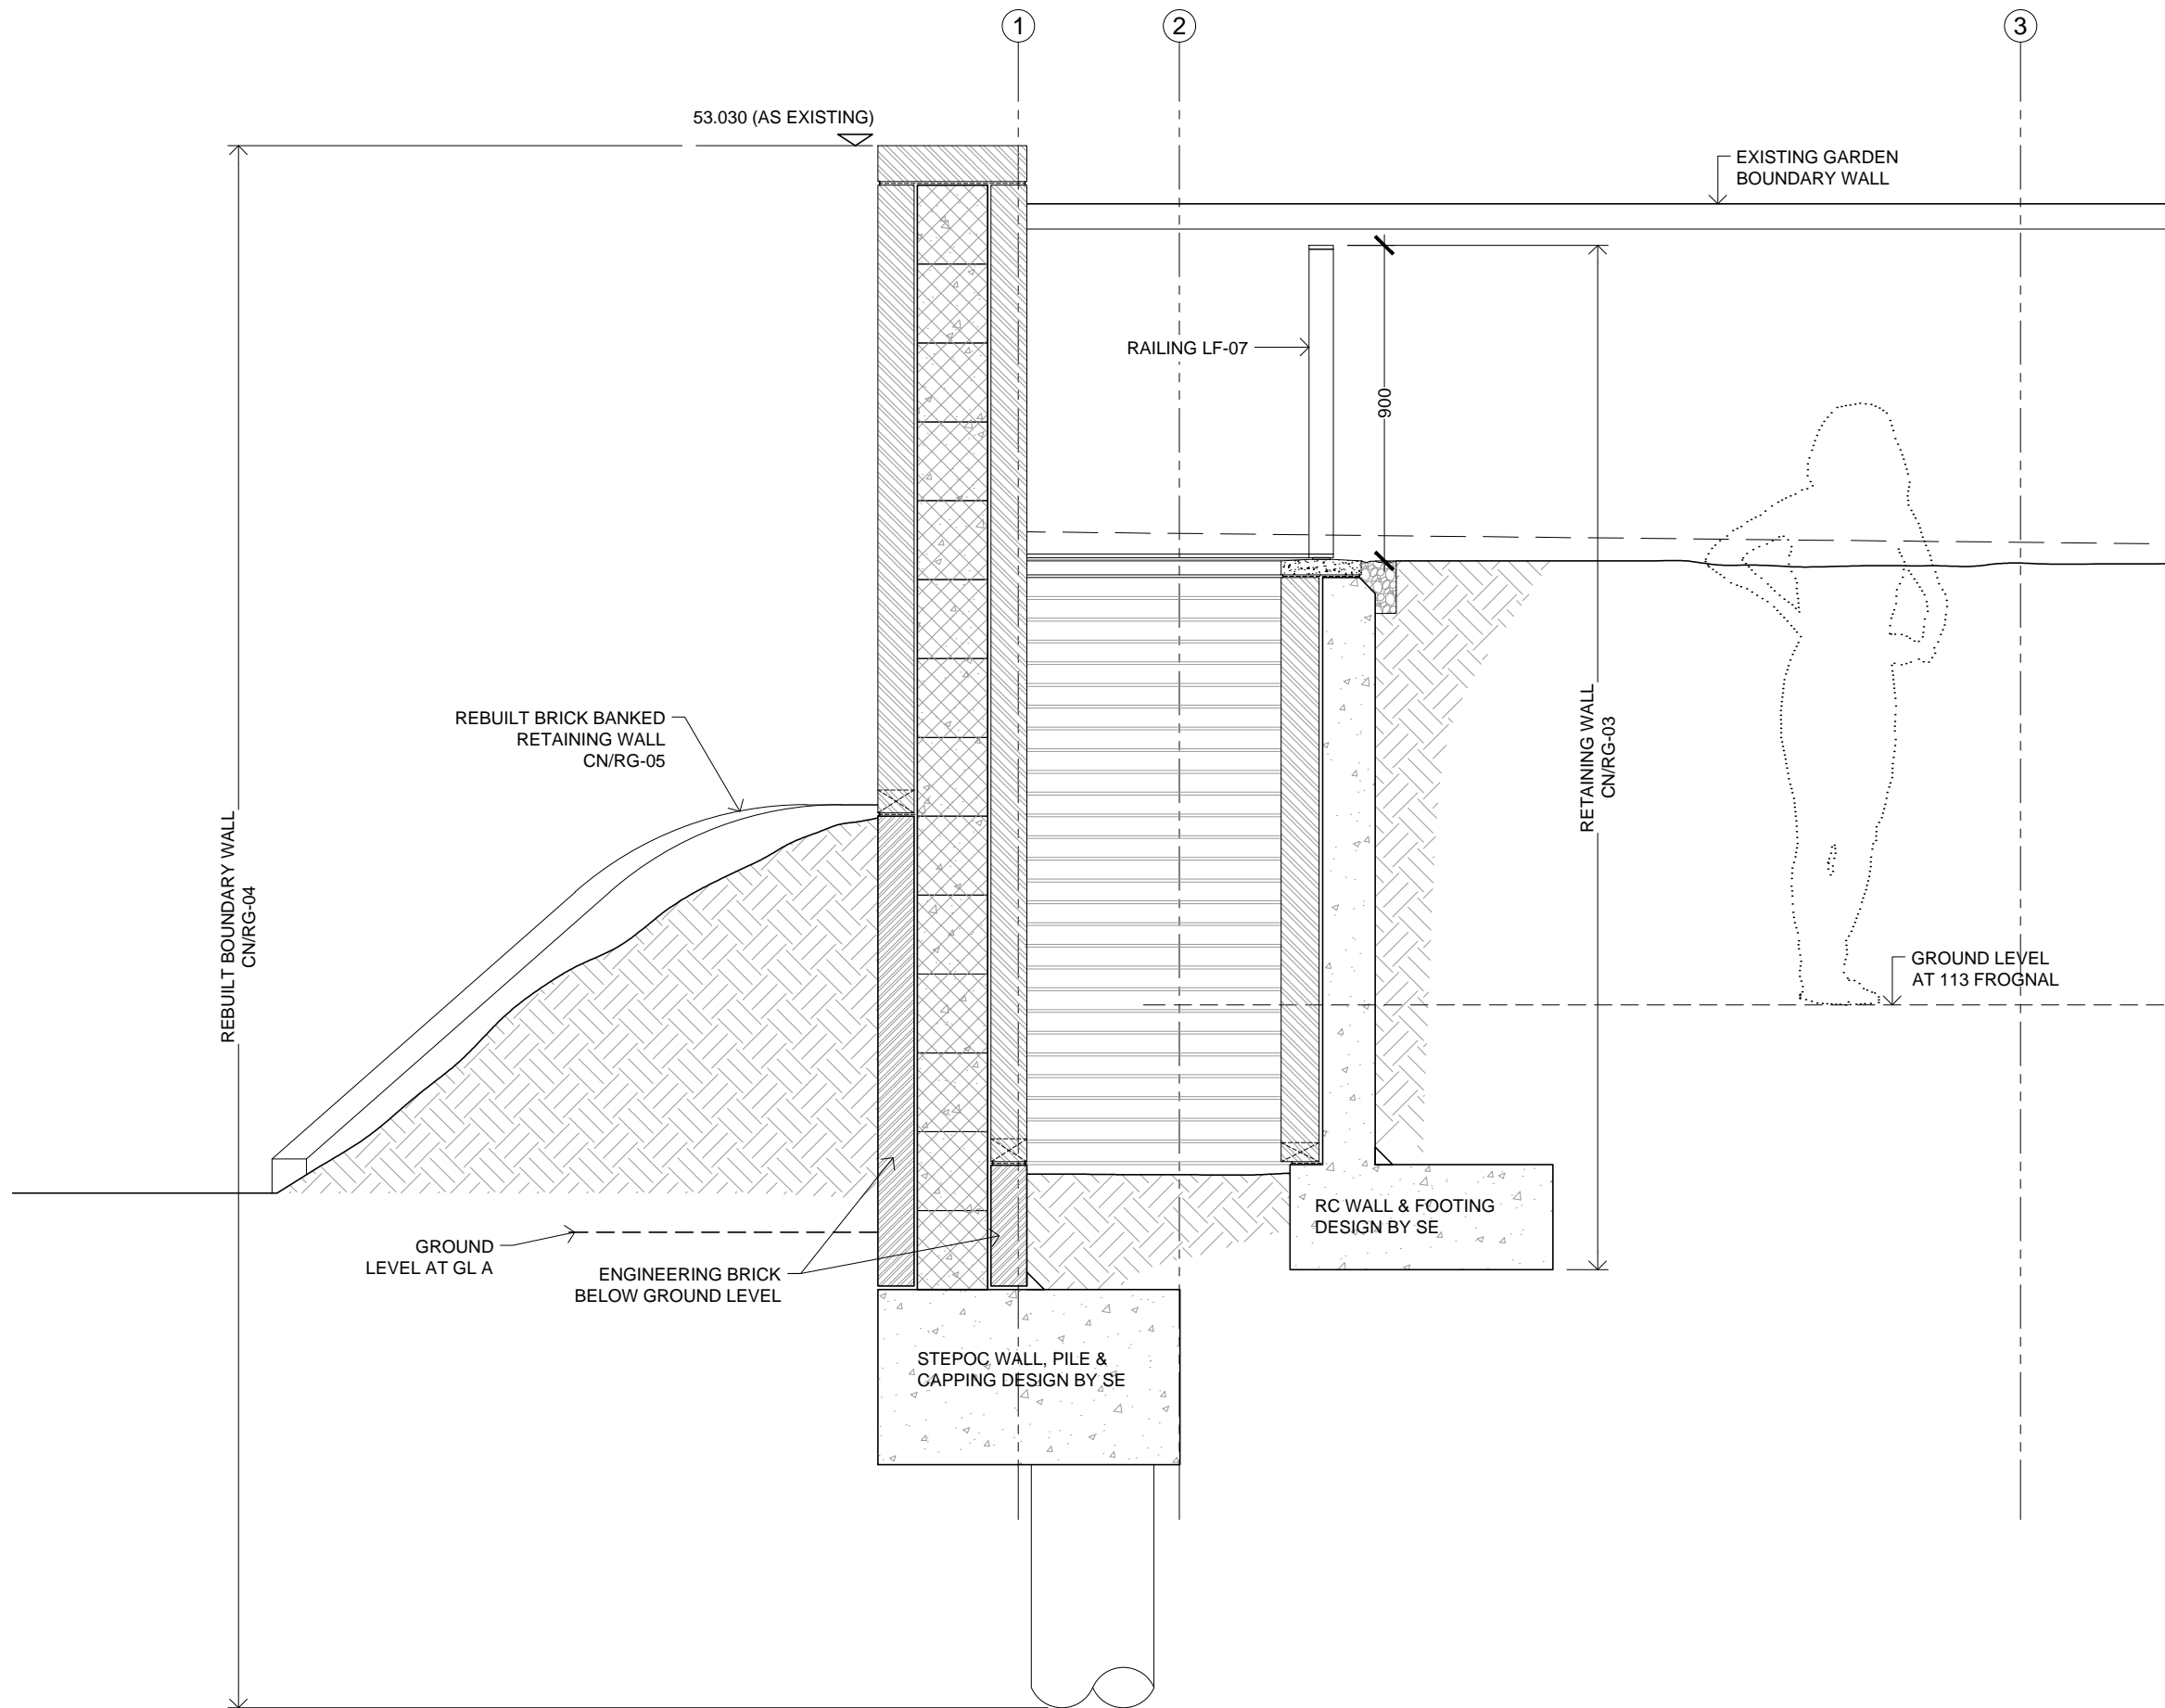 1
2
3
53.030 (AS EXISTING)
EXISTING GARDEN
BOUNDARY WALL
RAILING LF-07
900
REBUILT BRICK BANKED
RETAINING WALL
CN/RG-05
RETAINING WALL
CN/RG-03
REBUILT BOUNDARY WALL
CN/RG-04
GROUND LEVEL
AT 113 FROGNAL
RC WALL & FOOTING
DESIGN BY SE
GROUND
LEVEL AT GL A
ENGINEERING BRICK
BELOW GROUND LEVEL
STEPOC WALL, PILE &
CAPPING DESIGN BY SE